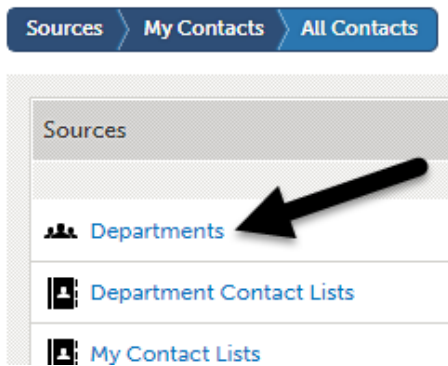 Sources My Contacts All Contacts
Sources
Departments
Department Contact Lists
My Contact Lists